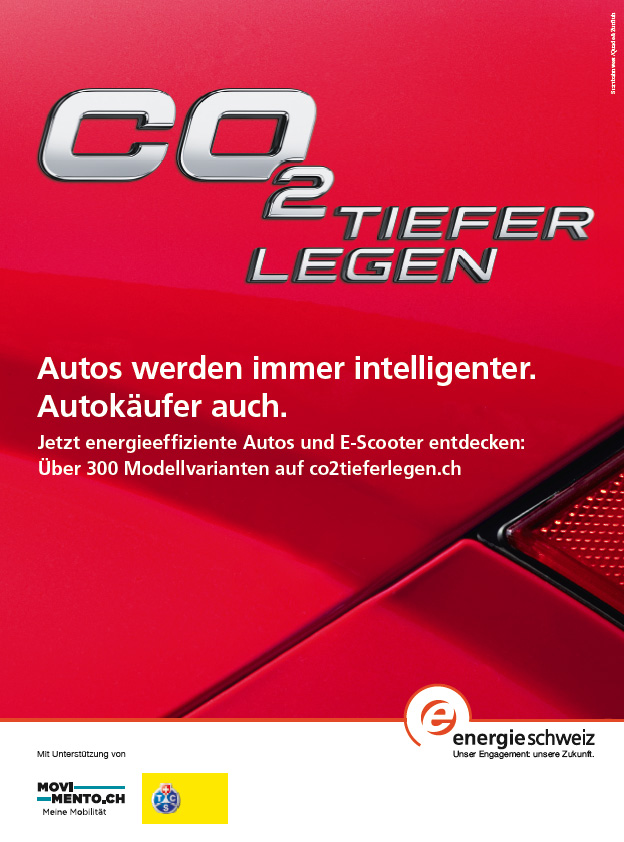 CO2 TIEFER
LEGEN
Autos werden immer intelligenter.
Autokäufer auch.
Jetzt energieeffiziente Autos und E-Scooter entdecken:
Über 300 Modellvarianten auf co2tieferlegen.ch
energieschweiz
Unser Engagement: unsere Zukunft.
Mit Unterstützung von
MOVI
MENTO.CH
Meine Mobilität
TCS